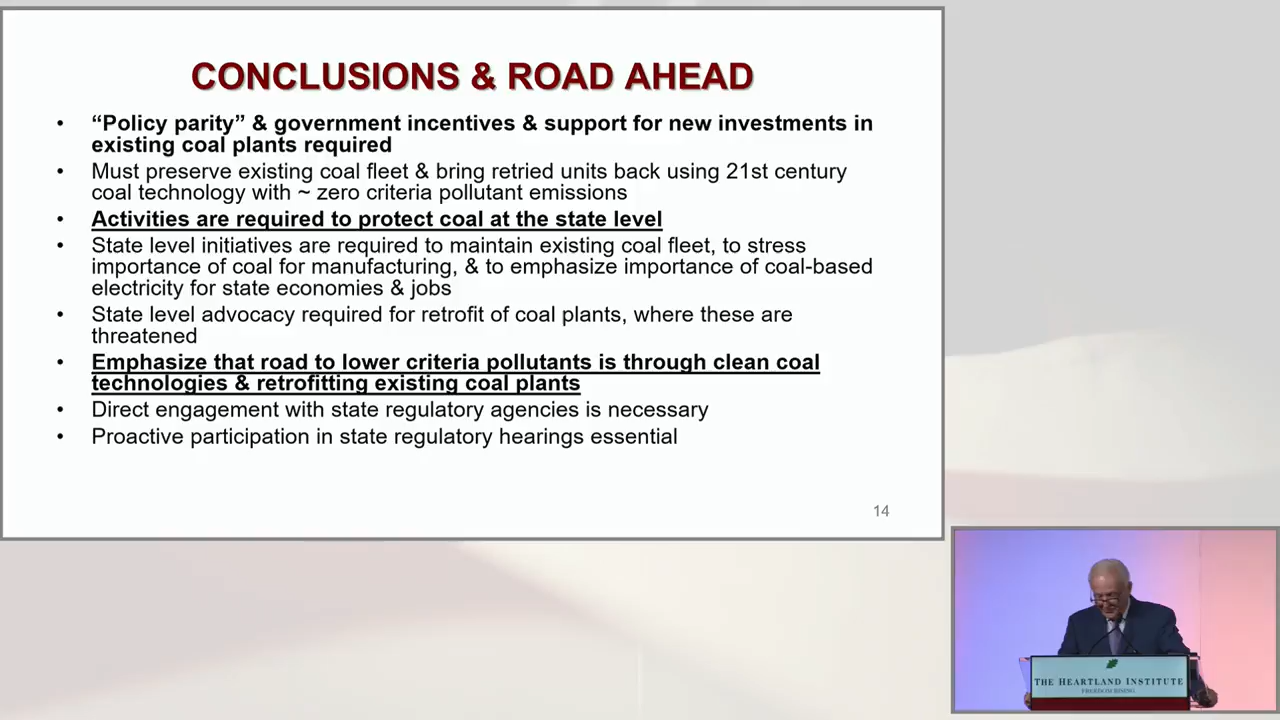 CONCLUSIONS & ROAD AHEAD
• “Policy parity” & government incentives & support for new investments in
existing coal plants required
• Must preserve existing coal fleet & bring retried units back using 21st century
coal technology with ~ zero criteria pollutant emissions
• Activities are required to protect coal at the state level
• State level initiatives are required to maintain existing coal fleet, to stress
importance of coal for manufacturing, & to emphasize importance of coal-based
electricity for state economies & jobs
• State level advocacy required for retrofit of coal plants, where these are
threatened
• Emphasize that road to lower criteria pollutants is through clean coal
technologies & retrofitting existing coal plants
• Direct engagement with state regulatory agencies is necessary
• Proactive participation in state regulatory hearings essential
14
THE HEARTLAND INSTITUTE
FREEDOM RISING